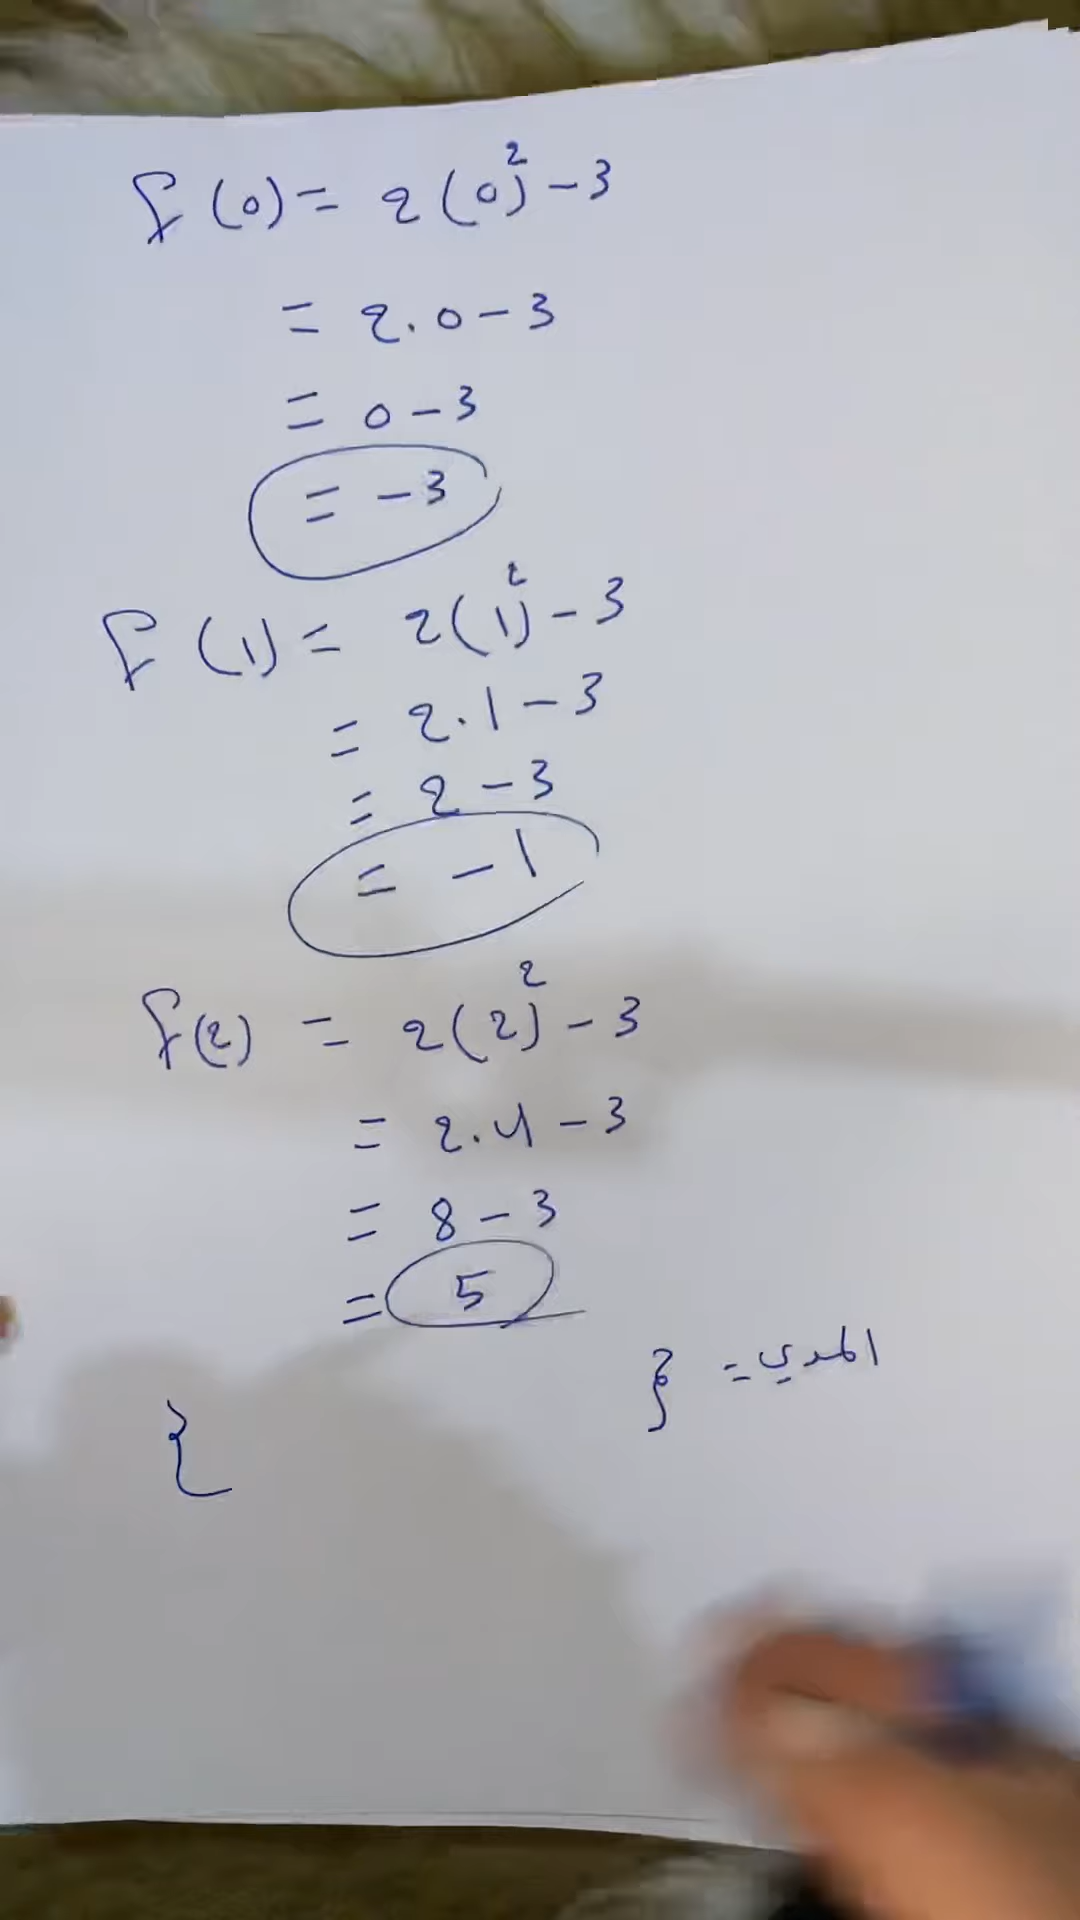 f(0) = 2(0)² - 3
= 2.0 - 3
= 0 - 3
= -3
f(1) = 2(1)² - 3
= 2.1 - 3
= 2 - 3
= -1
f(2) = 2(2)² - 3
= 2.4 - 3
= 8 - 3
= 5
المدي = {
}